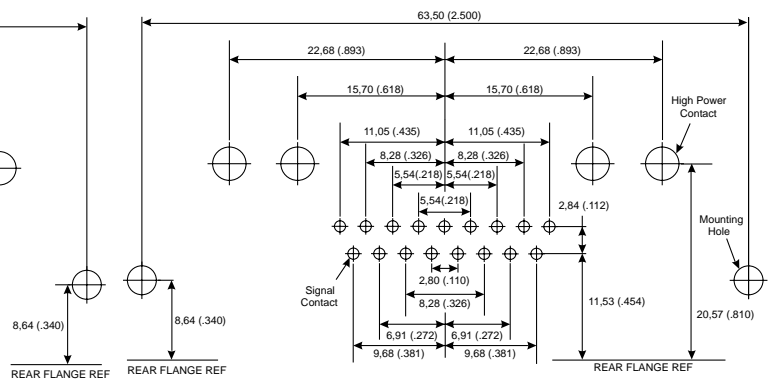 63,50 (2.500)
22,68 (.893)
22,68 (.893)
15,70 (.618)
15,70 (.618)
High Power
Contact
11,05 (.435)
11,05 (.435)
8,28 (.326)
8,28 (.326)
5,54(.218)
5,54(.218)
5,54(.218)
2,84 (.112)
Mounting
Hole
Signal
Contact
2,80 (.110)
8,28 (.326)
11,53 (.454)
20,57 (.810)
8,64 (.340)
8,64 (.340)
6,91 (.272)
6,91 (.272)
9,68 (.381)
9,68 (.381)
REAR FLANGE REF
REAR FLANGE REF
REAR FLANGE REF